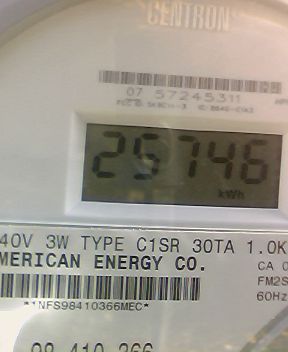 CENTRON
07 57245311
25746
kWh
40V 3W TYPE C1SR 30TA 1.0K
MERICAN ENERGY CO.
CA 0
FM2S
60Hz
*1NFS98410366MEC*
98 410 366